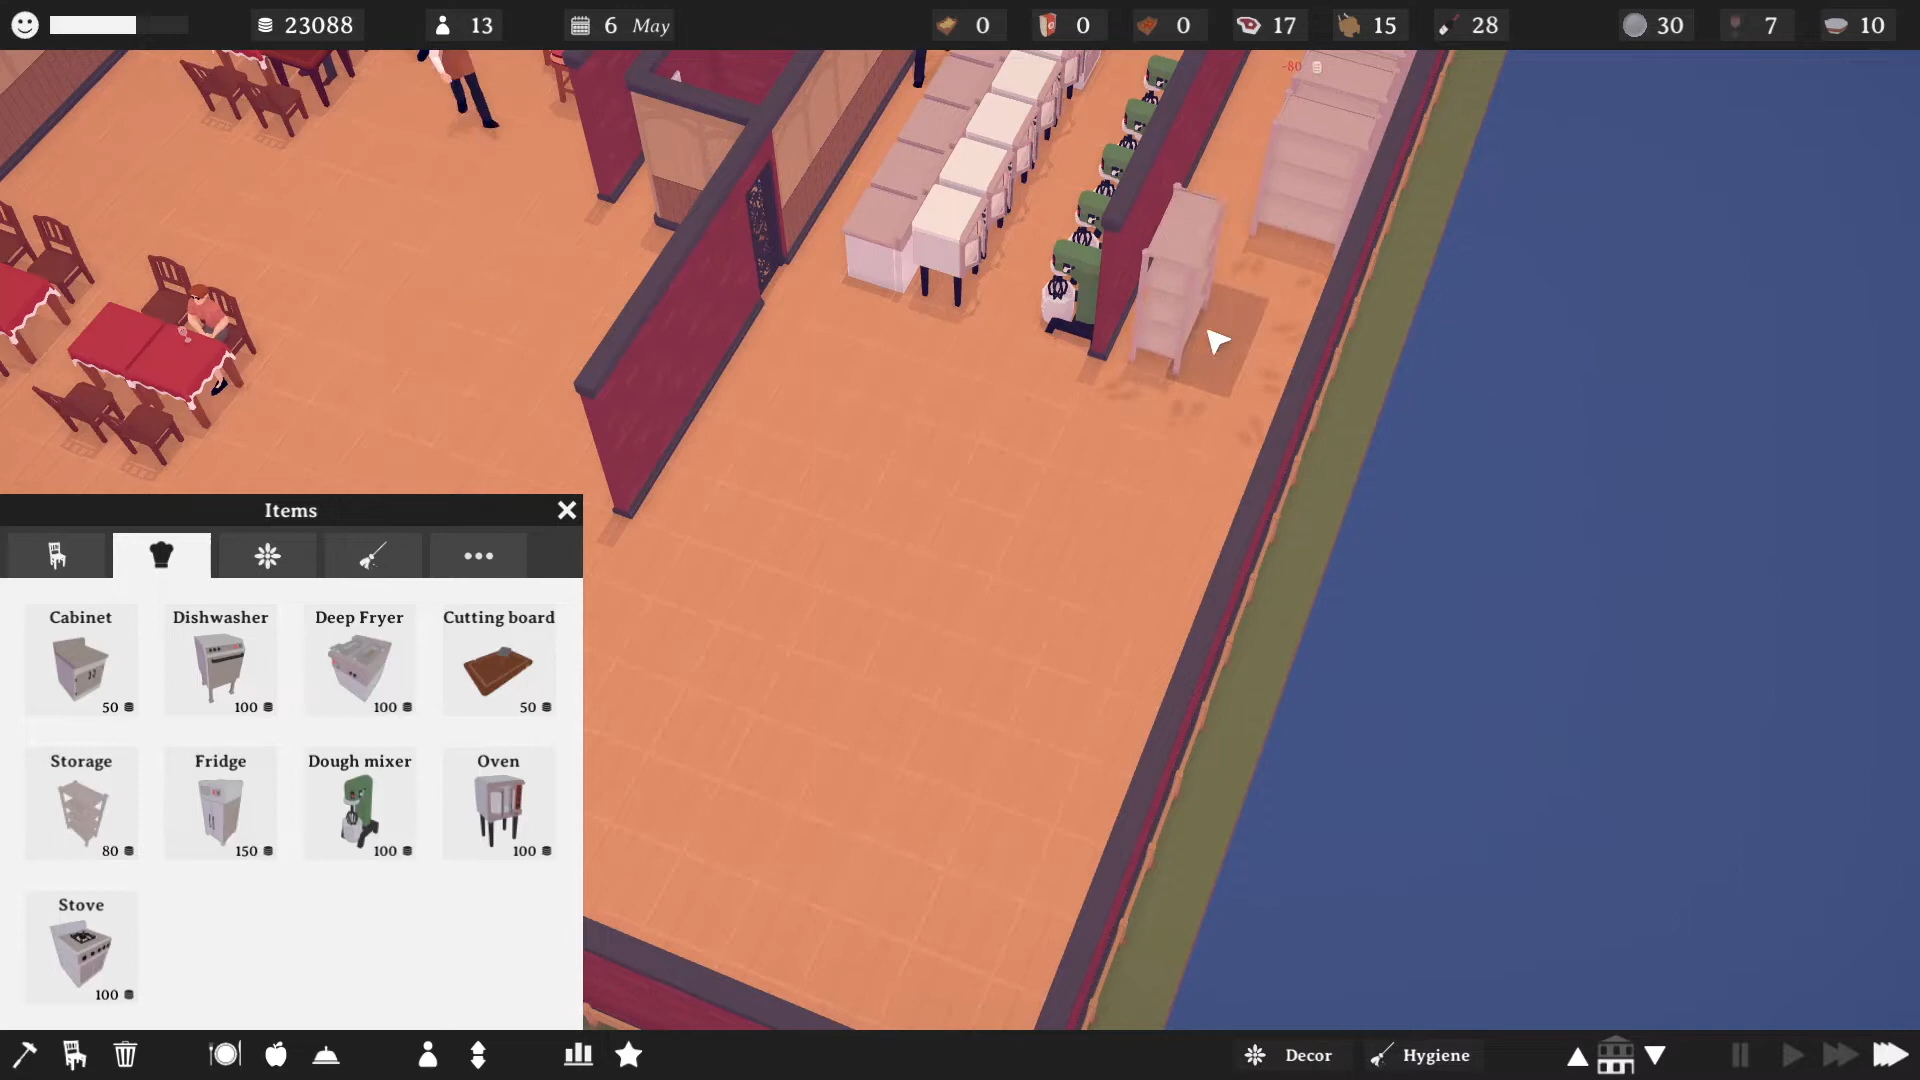 23088
13
6 May
0
0
0
17
15
28
30
7
10
-80
Items
Cabinet
Dishwasher
Deep Fryer
Cutting board
50
100
100
50
Storage
Fridge
Dough mixer
Oven
80
150
100
100
Stove
100
Decor
Hygiene